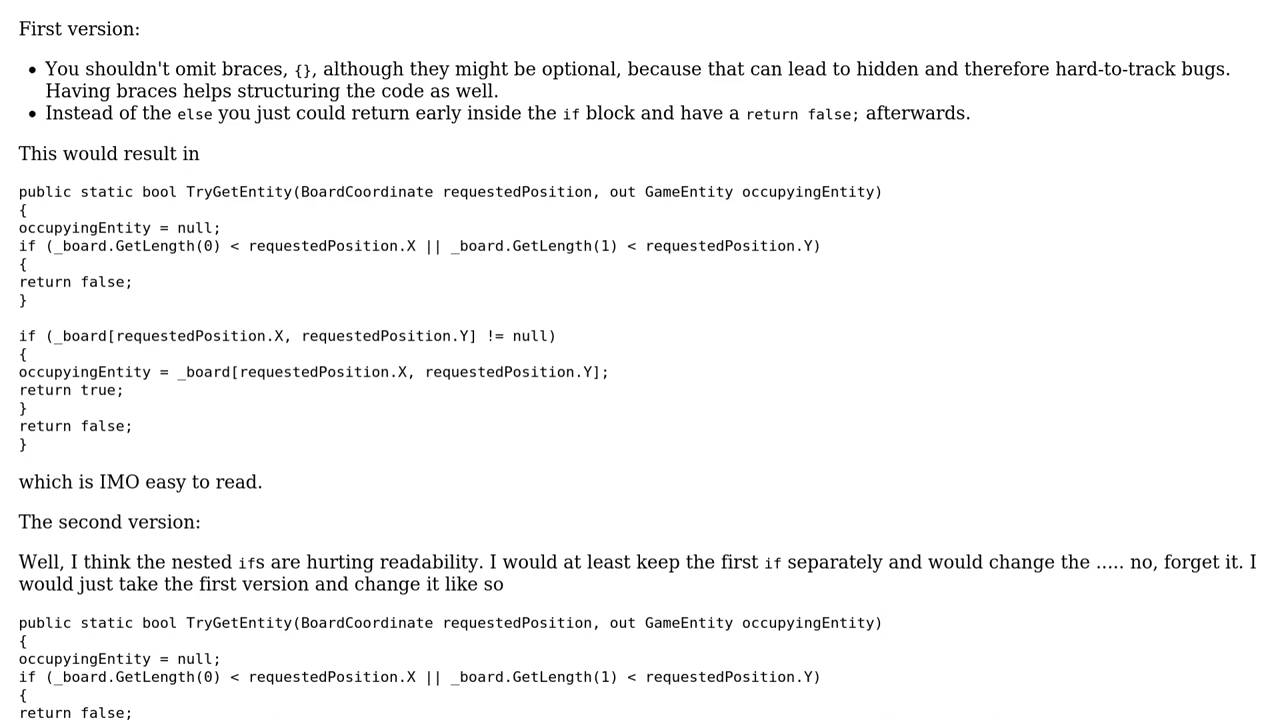 First version:
• You shouldn't omit braces, {}, although they might be optional, because that can lead to hidden and therefore hard-to-track bugs.
Having braces helps structuring the code as well.
• Instead of the else you just could return early inside the if block and have a return false; afterwards.
This would result in
public static bool TryGetEntity(BoardCoordinate requestedPosition, out GameEntity occupyingEntity)
{
occupyingEntity = null;
if (_board.GetLength(0) < requestedPosition.X || _board.GetLength(1) < requestedPosition.Y)
{
return false;
}

if (_board[requestedPosition.X, requestedPosition.Y] != null)
{
occupyingEntity = _board[requestedPosition.X, requestedPosition.Y];
return true;
}
return false;
}
which is IMO easy to read.
The second version:
Well, I think the nested ifs are hurting readability. I would at least keep the first if separately and would change the ..... no, forget it. I
would just take the first version and change it like so
public static bool TryGetEntity(BoardCoordinate requestedPosition, out GameEntity occupyingEntity)
{
occupyingEntity = null;
if (_board.GetLength(0) < requestedPosition.X || _board.GetLength(1) < requestedPosition.Y)
{
return false;